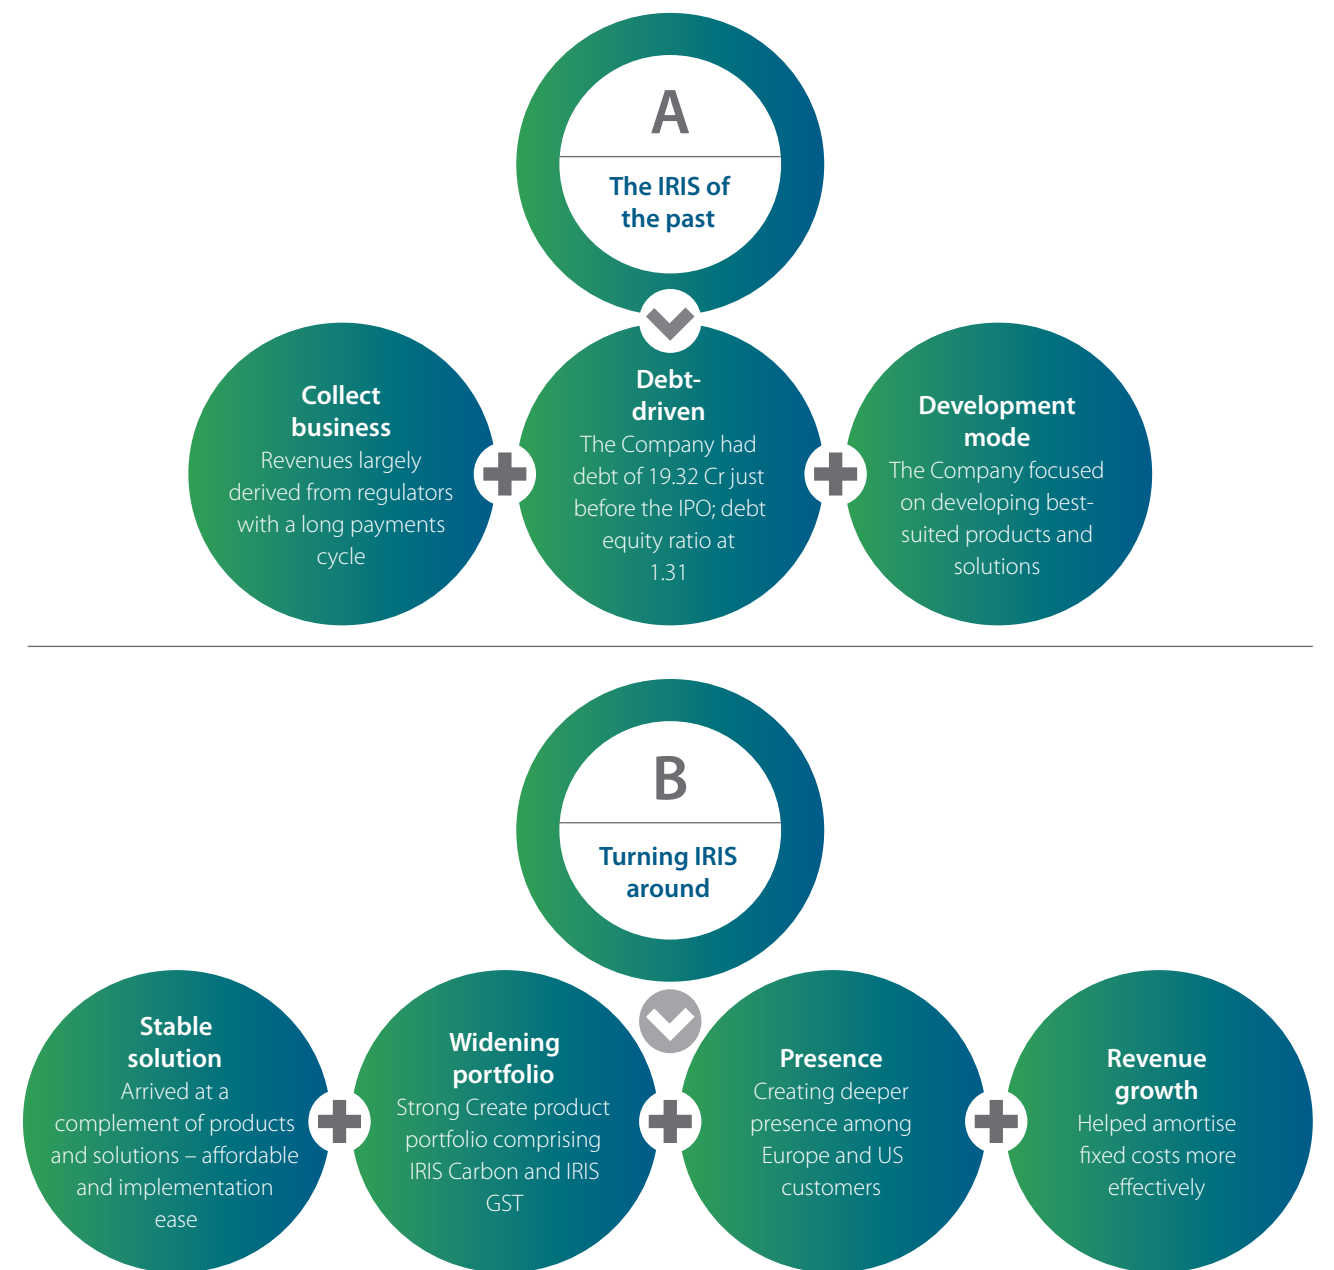 A
The IRIS of
the past
Collect
business
Revenues largely
derived from regulators
with a long payments
cycle
Debt-
driven
The Company had
debt of 19.32 Cr just
before the IPO; debt
equity ratio at
1.31
Development
mode
The Company focused
on developing best-
suited products and
solutions
B
Turning IRIS
around
Stable
solution
Arrived at a
complement of products
and solutions – affordable
and implementation
ease
Widening
portfolio
Strong Create product
portfolio comprising
IRIS Carbon and IRIS
GST
Presence
Creating deeper
presence among
Europe and US
customers
Revenue
growth
Helped amortise
fixed costs more
effectively